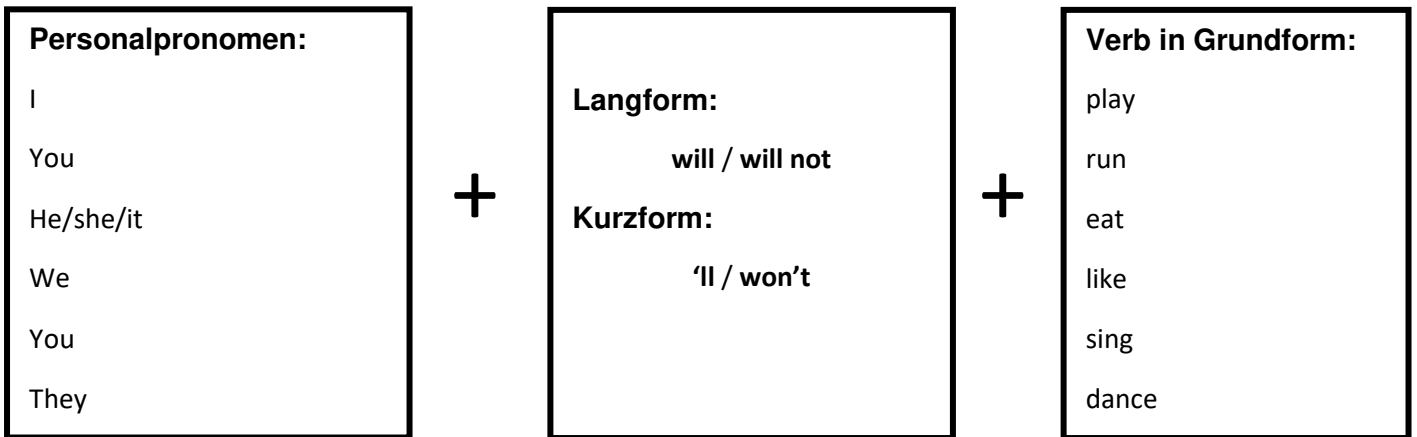 Personalpronomen:
I
You
He/she/it
We
You
They
+
Langform:
will / will not
Kurzform:
‘ll / won’t
+
Verb in Grundform:
play
run
eat
like
sing
dance